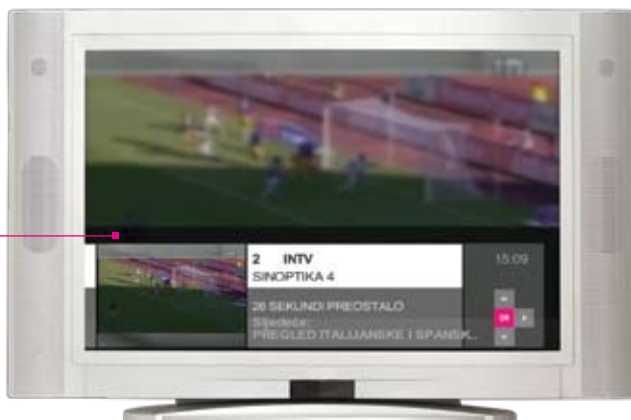 2 INTV
SINOPTIKA 4
15:09
26 SEKUNDI PREOSTALO
Sljedeće:
PREGLED ITALIJANSKE I SPANSK..
OK